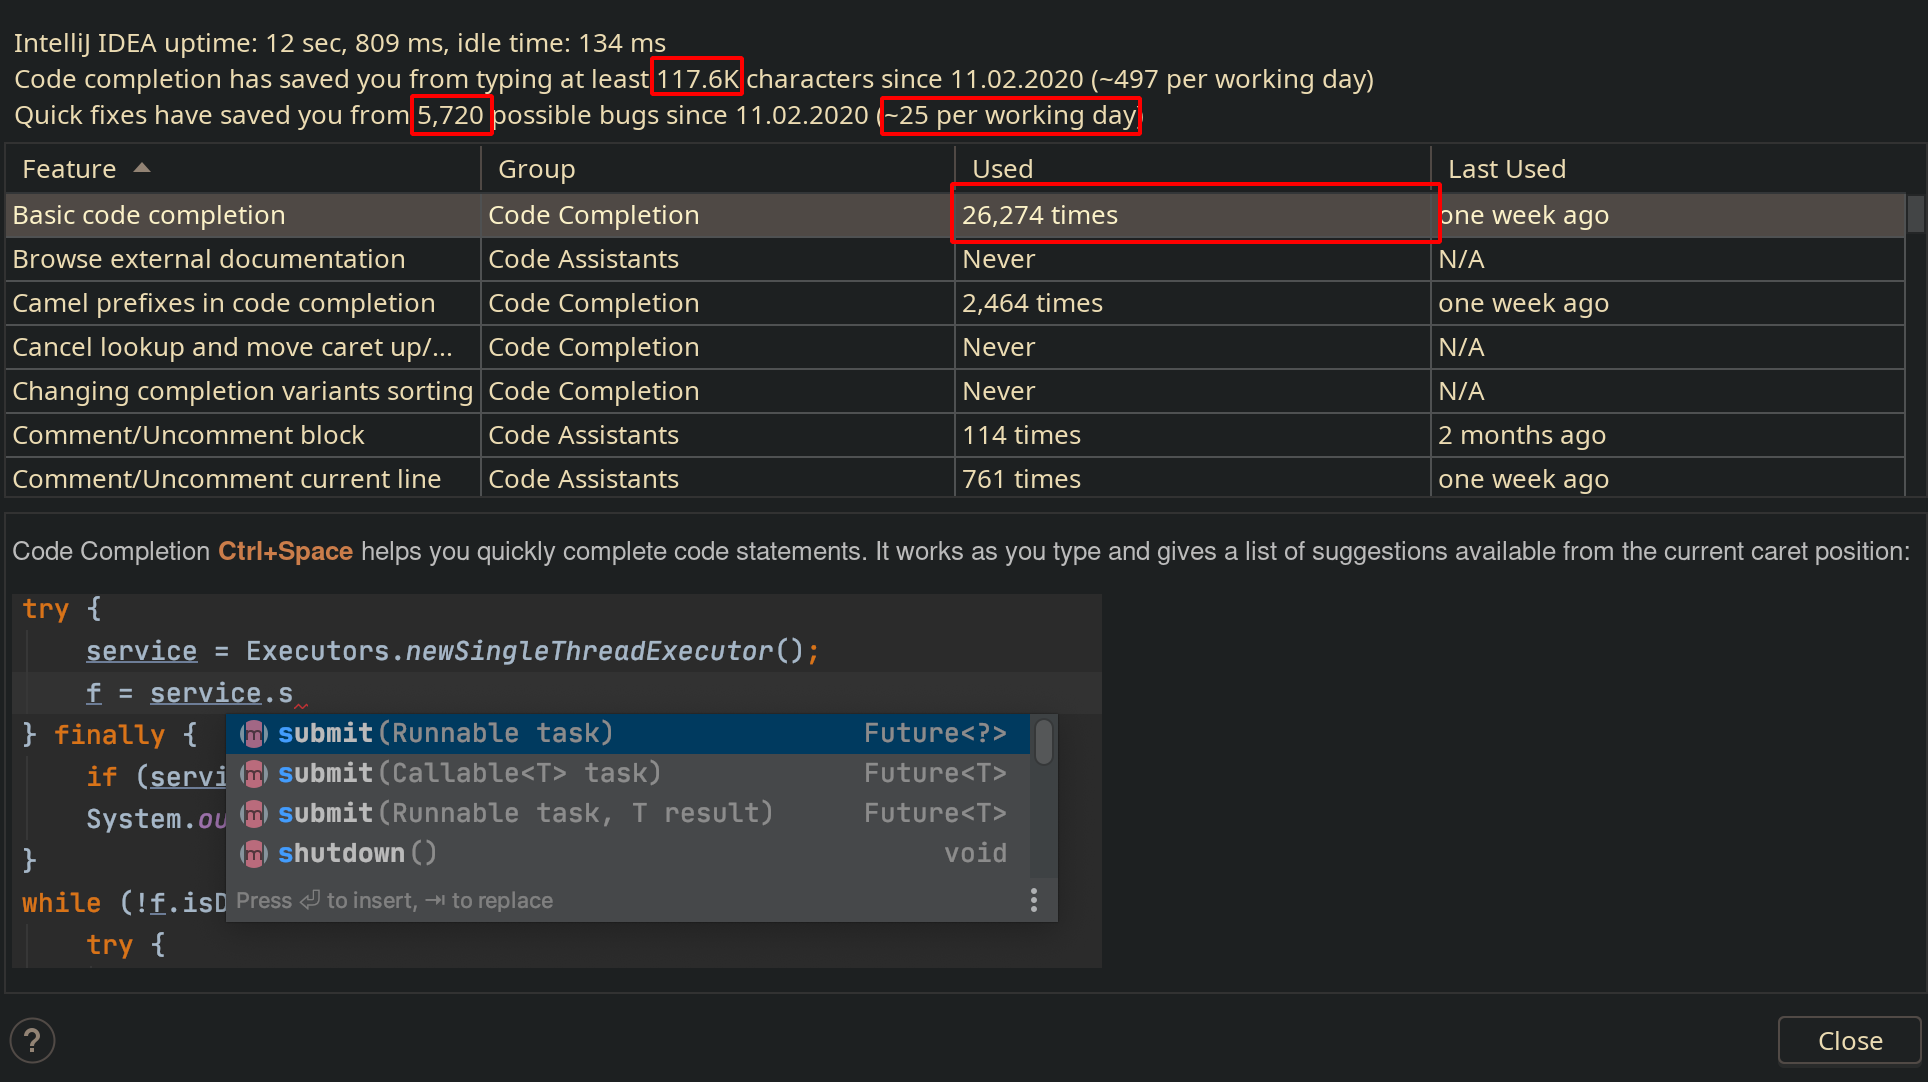 IntelliJ IDEA uptime: 12 sec, 809 ms, idle time: 134 ms
Code completion has saved you from typing at least 117.6K characters since 11.02.2020 (~497 per working day)
Quick fixes have saved you from 5,720 possible bugs since 11.02.2020 (~25 per working day)
Feature Group Used Last Used
Basic code completion Code Completion 26,274 times one week ago
Browse external documentation Code Assistants Never N/A
Camel prefixes in code completion Code Completion 2,464 times one week ago
Cancel lookup and move caret up/... Code Completion Never N/A
Changing completion variants sorting Code Completion Never N/A
Comment/Uncomment block Code Assistants 114 times 2 months ago
Comment/Uncomment current line Code Assistants 761 times one week ago
Code Completion Ctrl+Space helps you quickly complete code statements. It works as you type and gives a list of suggestions available from the current caret position:
try {
service = Executors.newSingleThreadExecutor();
f = service.s
} finally {
if (servi
System.ou
}
while (!f.isD
try {
m submit(Runnable task) Future<?>
m submit(Callable<T> task) Future<T>
m submit(Runnable task, T result) Future<T>
m shutdown() void
Press ⏎ to insert, ⇥ to replace
?
Close